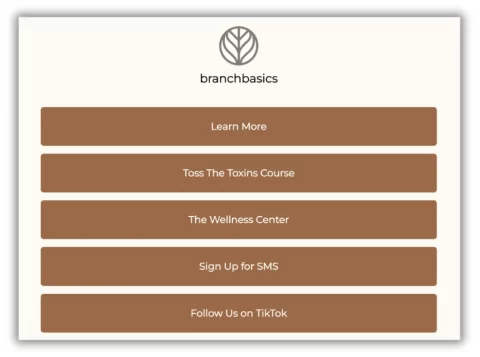 branchbasics
Learn More
Toss The Toxins Course
The Wellness Center
Sign Up for SMS
Follow Us on TikTok